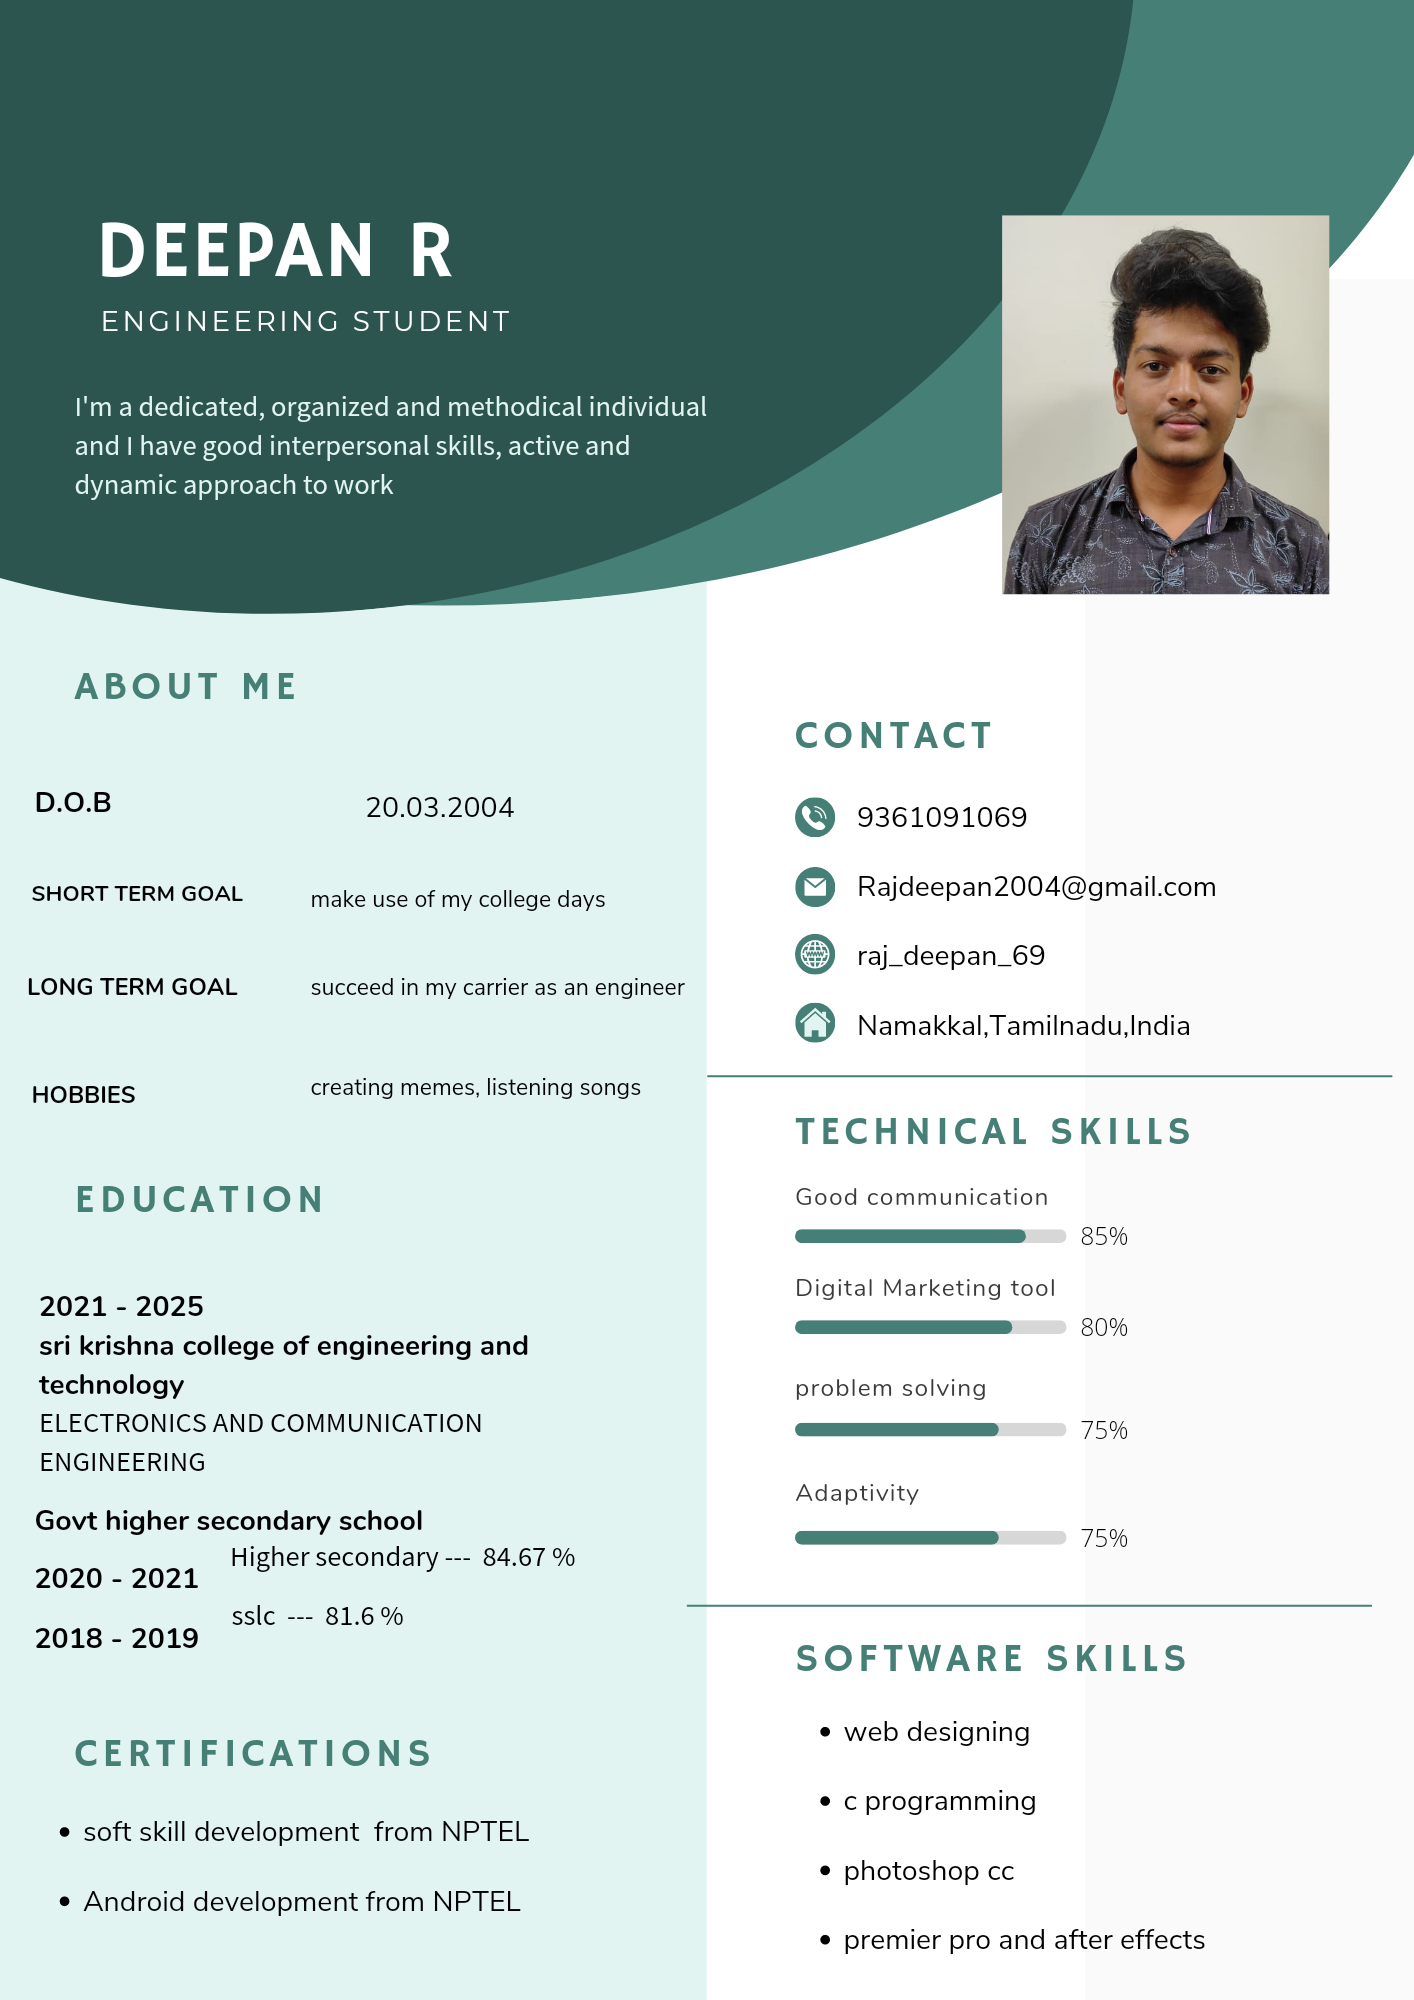 DEEPAN R
ENGINEERING STUDENT
I'm a dedicated, organized and methodical individual
and I have good interpersonal skills, active and
dynamic approach to work
ABOUT ME
D.O.B 20.03.2004
SHORT TERM GOAL make use of my college days
LONG TERM GOAL succeed in my carrier as an engineer
HOBBIES creating memes, listening songs
EDUCATION
2021 - 2025
sri krishna college of engineering and
technology
ELECTRONICS AND COMMUNICATION
ENGINEERING
Govt higher secondary school
2020 - 2021 Higher secondary --- 84.67 %
2018 - 2019 sslc --- 81.6 %
CERTIFICATIONS
• soft skill development from NPTEL
• Android development from NPTEL
CONTACT
9361091069
Rajdeepan2004@gmail.com
raj_deepan_69
Namakkal,Tamilnadu,India
TECHNICAL SKILLS
Good communication
85%
Digital Marketing tool
80%
problem solving
75%
Adaptivity
75%
SOFTWARE SKILLS
• web designing
• c programming
• photoshop cc
• premier pro and after effects